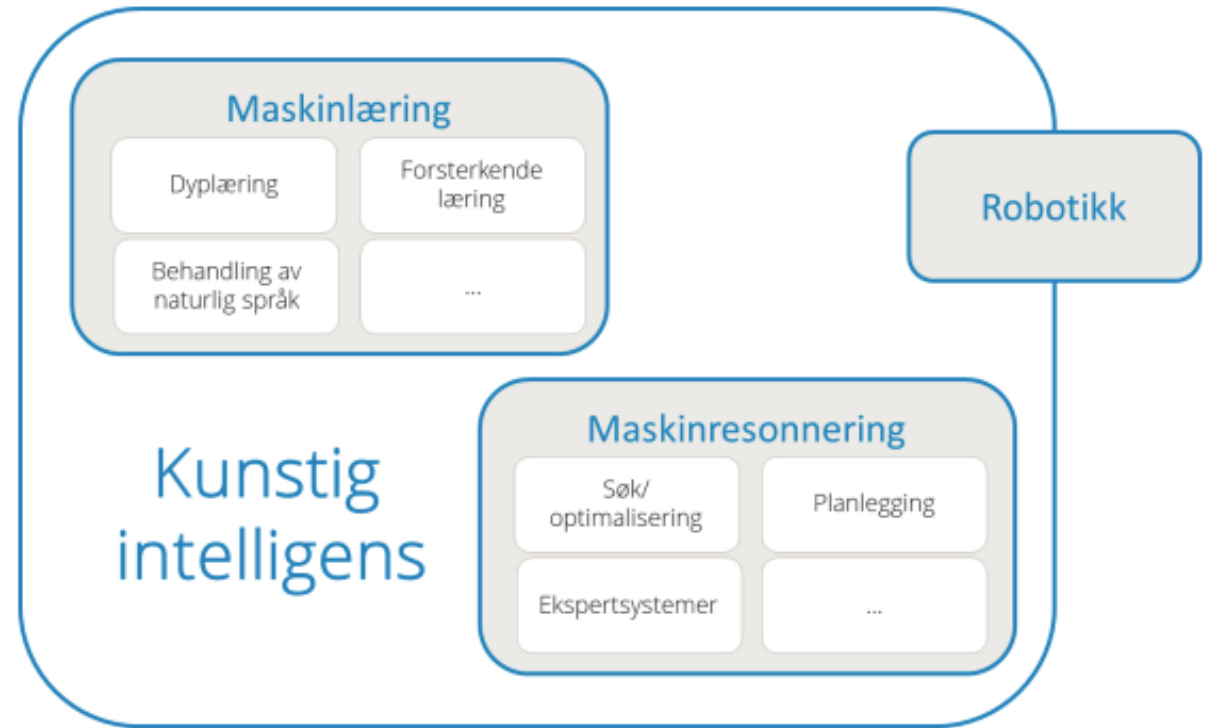 Maskinlæring
Dyplæring
Forsterkende
læring
Behandling av
naturlig språk
...
Robotikk
Kunstig
intelligens
Maskinresonnering
Søk/
optimalisering
Planlegging
Ekspertsystemer
...